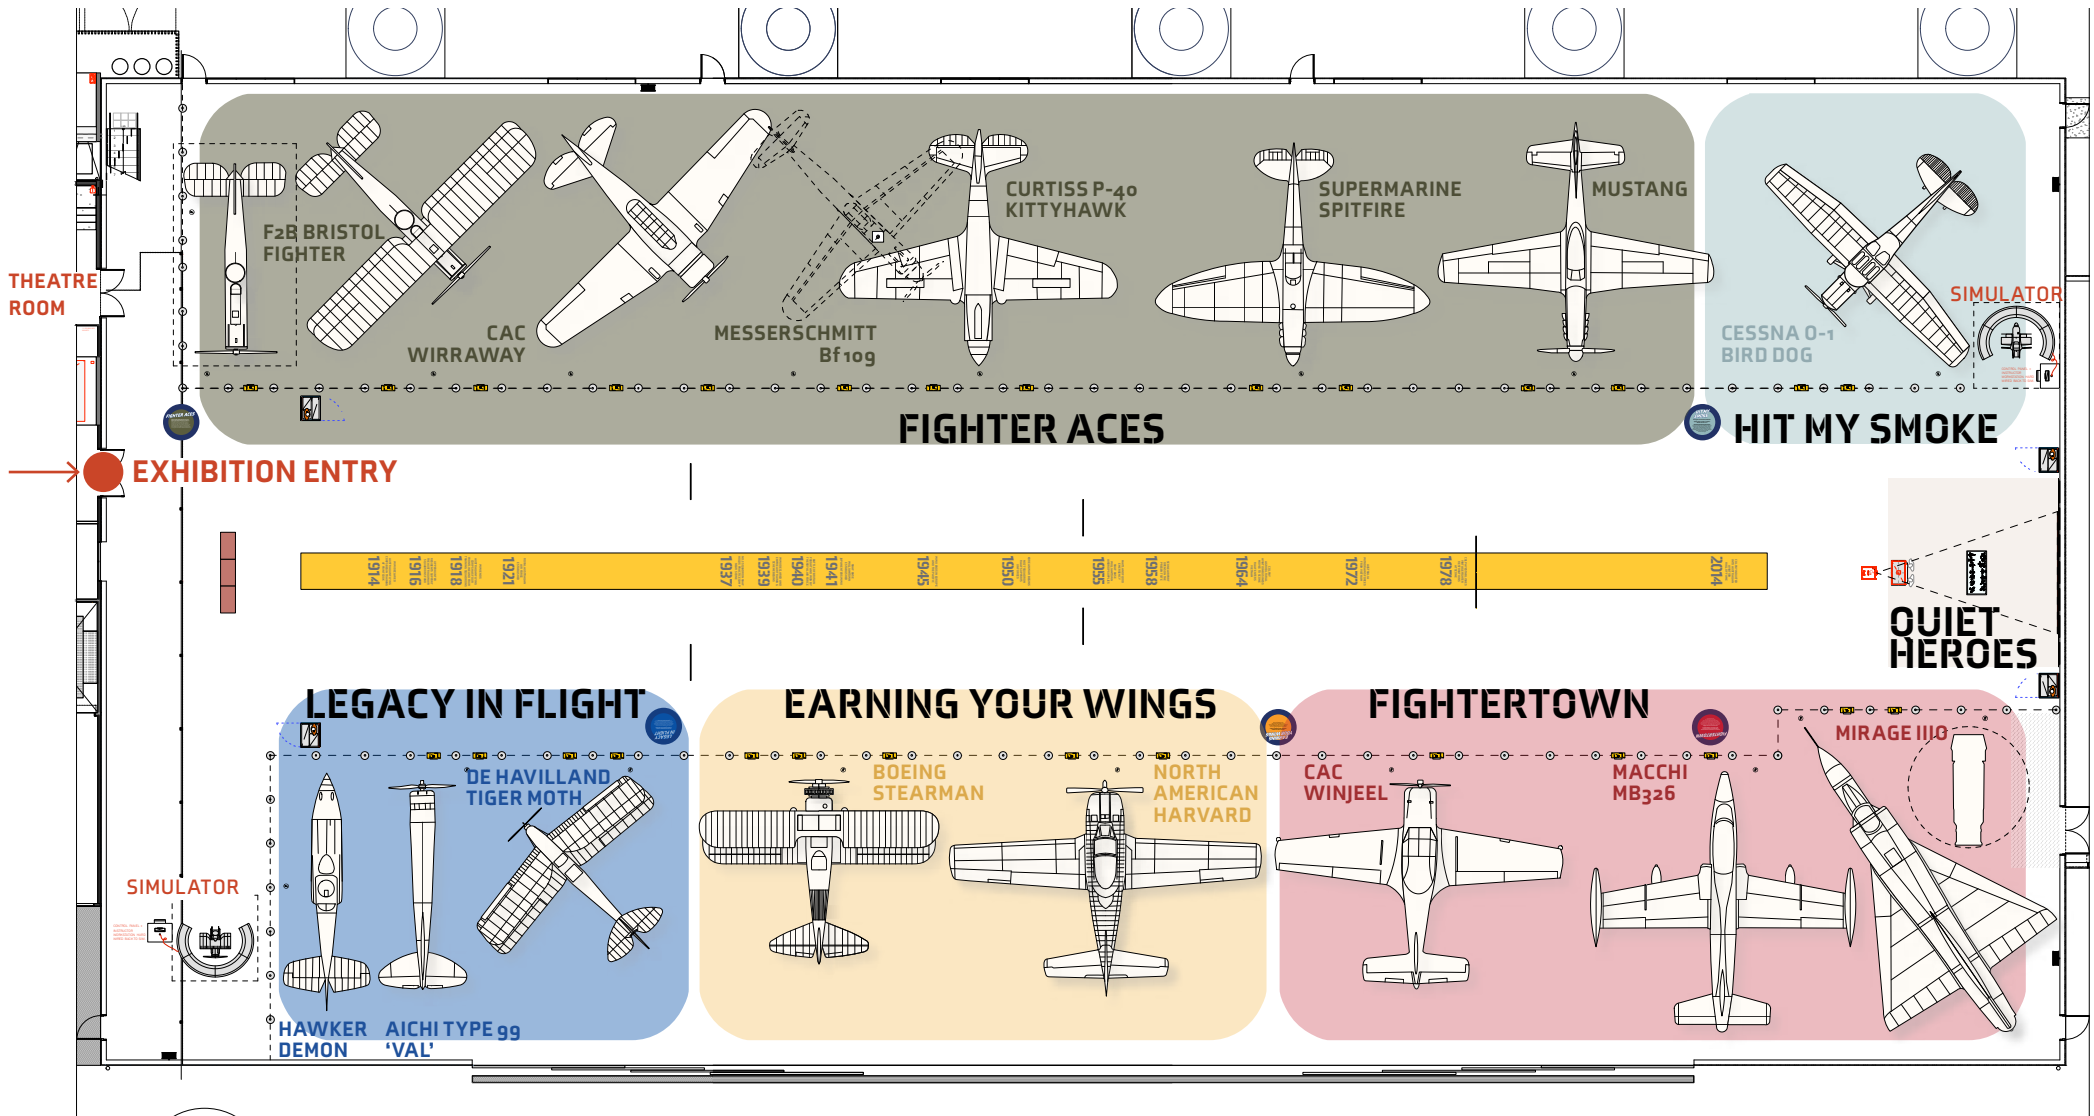 F2B BRISTOL
FIGHTER
CAC
WIRRAWAY
MESSERSCHMITT
Bf109
CURTISS P-40
KITTYHAWK
SUPERMARINE
SPITFIRE
MUSTANG
CESSNA O-1
BIRD DOG
SIMULATOR
THEATRE
ROOM
FIGHTER ACES
FIGHTER ACES
HIT MY SMOKE
EXHIBITION ENTRY
1914
1916
1918
1921
1937
1939
1940
1941
1945
1950
1955
1958
1964
1972
1978
2014
QUIET
HEROES
LEGACY IN FLIGHT
EARNING YOUR WINGS
FIGHTERTOWN
DE HAVILLAND
TIGER MOTH
BOEING
STEARMAN
NORTH
AMERICAN
HARVARD
CAC
WINJEEL
MACCHI
MB326
MIRAGE IIIO
SIMULATOR
HAWKER
DEMON
AICHI TYPE 99
‘VAL’